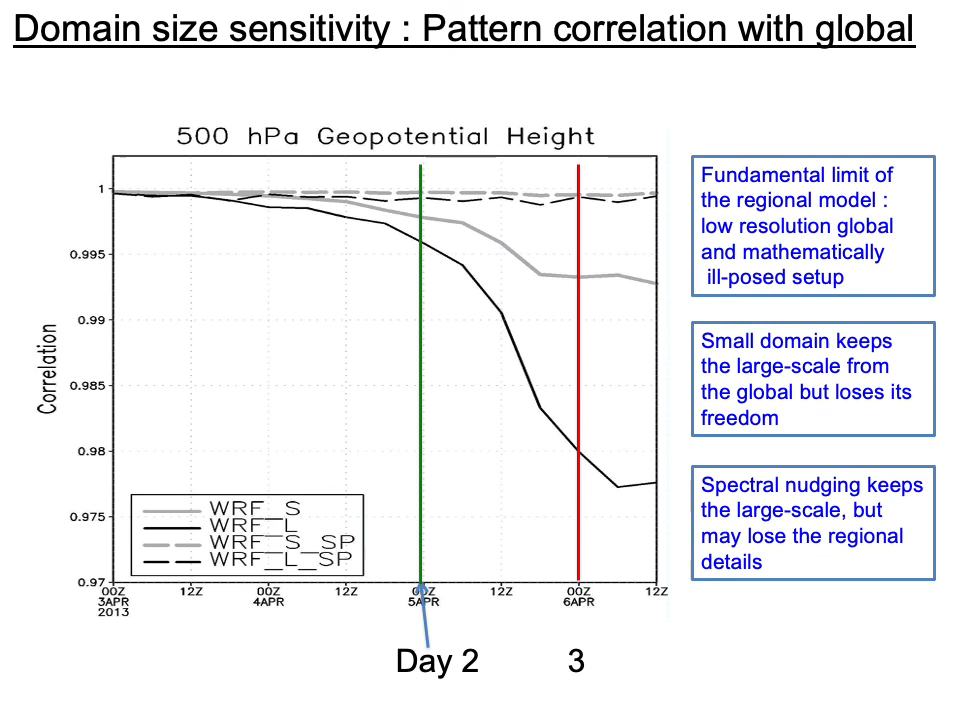 Domain size sensitivity : Pattern correlation with global
500 hPa Geopotential Height
Correlation
1
0.995
0.99
0.985
0.98
0.975
0.97
WRF_S
WRF_L
WRF_S_SP
WRF_L_SP
00Z 12Z 00Z 12Z 00Z 12Z 00Z 12Z
3APR 4APR 5APR 6APR
2013
Day 2 3
Fundamental limit of
the regional model :
low resolution global
and mathematically
ill-posed setup
Small domain keeps
the large-scale from
the global but loses its
freedom
Spectral nudging keeps
the large-scale, but
may lose the regional
details